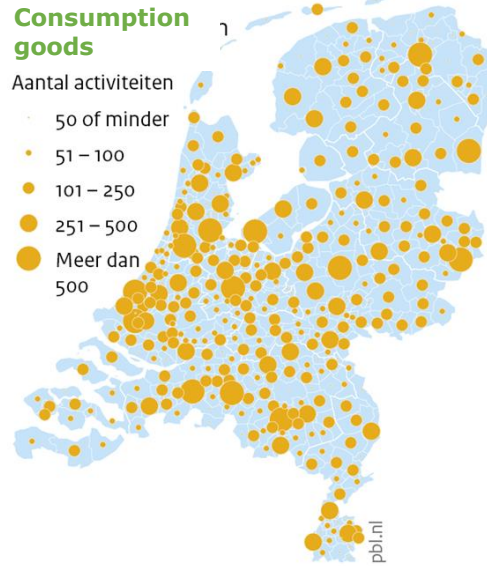 Consumption
goods
Aantal activiteiten
50 of minder
51 – 100
101 – 250
251 – 500
Meer dan
500
pbl.nl